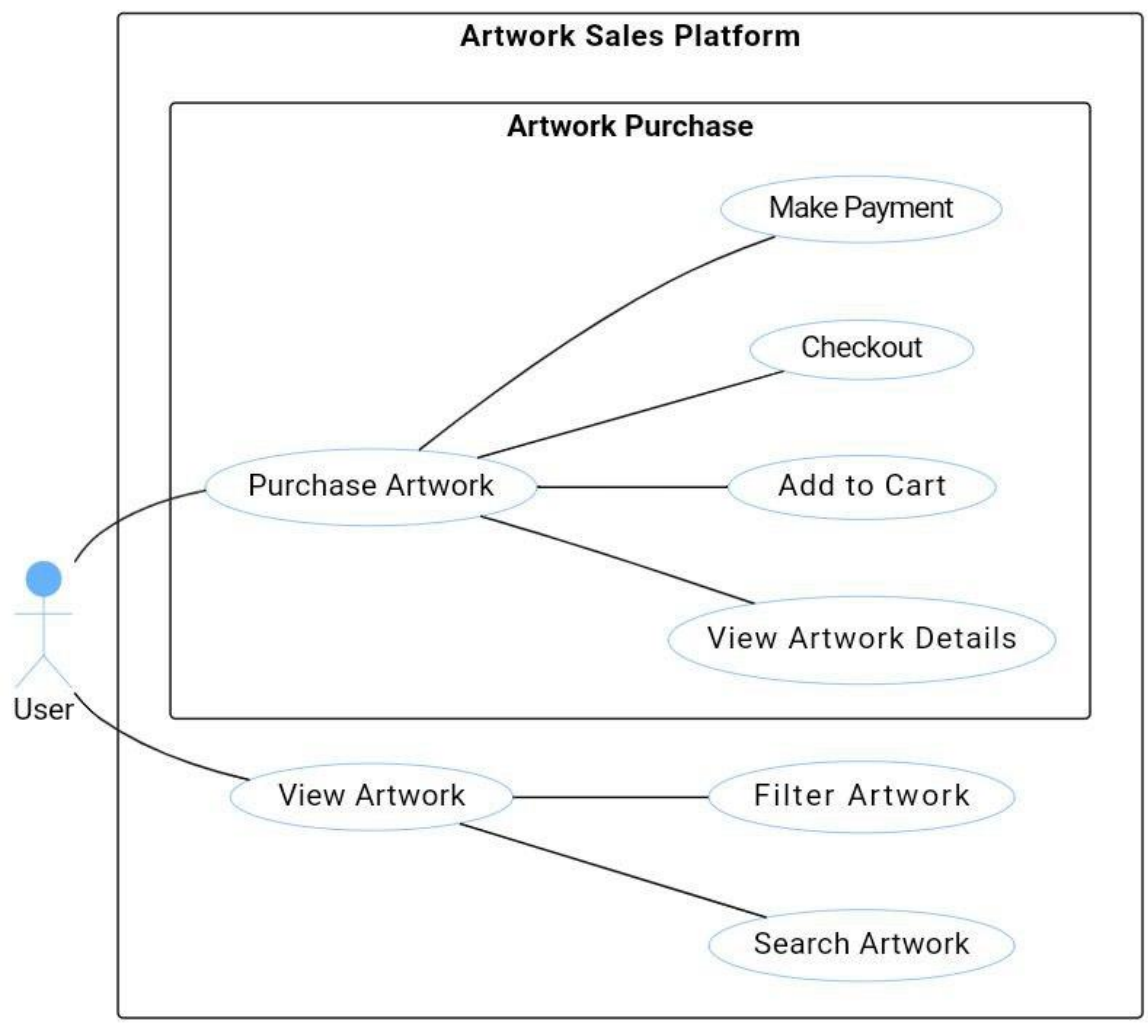 Artwork Sales Platform
Artwork Purchase
Make Payment
Checkout
Purchase Artwork
Add to Cart
View Artwork Details
User
View Artwork
Filter Artwork
Search Artwork